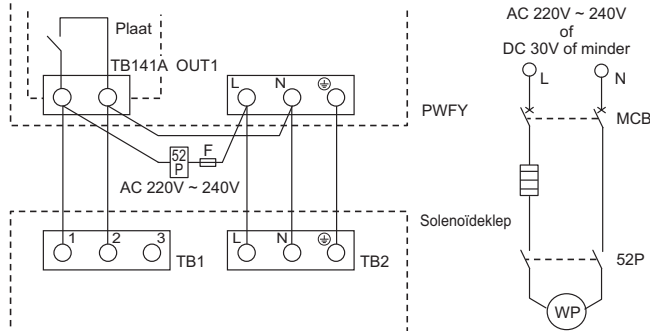 Plaat
TB141A OUT1
L N
PWFY
52
P
F
AC 220V ~ 240V
1 2 3
TB1
L N
TB2
AC 220V ~ 240V
of
DC 30V of minder
L N
MCB
Solenoïdeklep
52P
WP